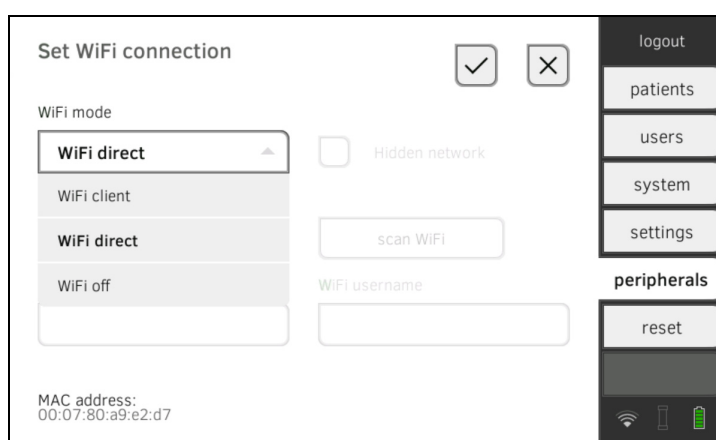 Set WiFi connection
WiFi mode
WiFi direct
Hidden network
WiFi client
WiFi direct
scan WiFi
WiFi off
WiFi username
MAC address:
00:07:80:a9:e2:d7
logout
patients
users
system
settings
peripherals
reset